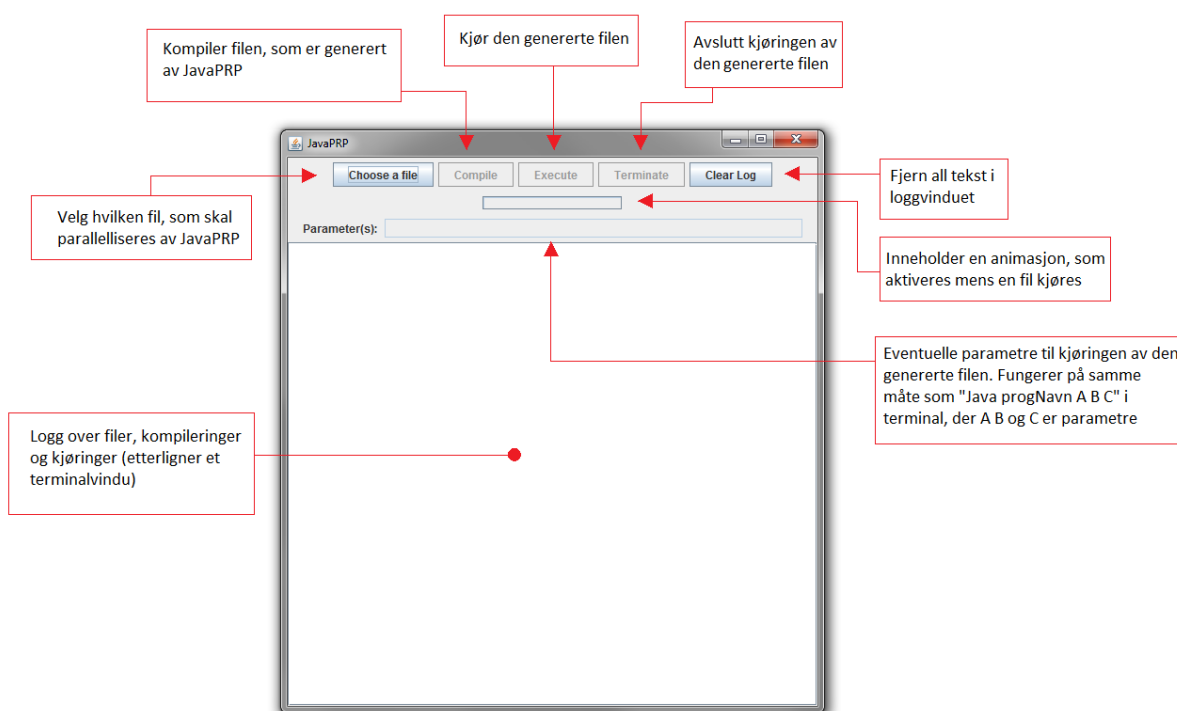 Kompiler filen, som er generert
av JavaPRP
Kjør den genererte filen
Avslutt kjøringen av
den genererte filen
JavaPRP
Choose a file
Compile
Execute
Terminate
Clear Log
Velg hvilken fil, som skal
parallelliseres av JavaPRP
Fjern all tekst i
loggvinduet
Parameter(s):
Inneholder en animasjon, som
aktiveres mens en fil kjøres
Eventuelle parametre til kjøringen av den
genererte filen. Fungerer på samme
måte som "Java progNavn A B C" i
terminal, der A B og C er parametre
Logg over filer, kompileringer
og kjøringer (etterligner et
terminalvindu)